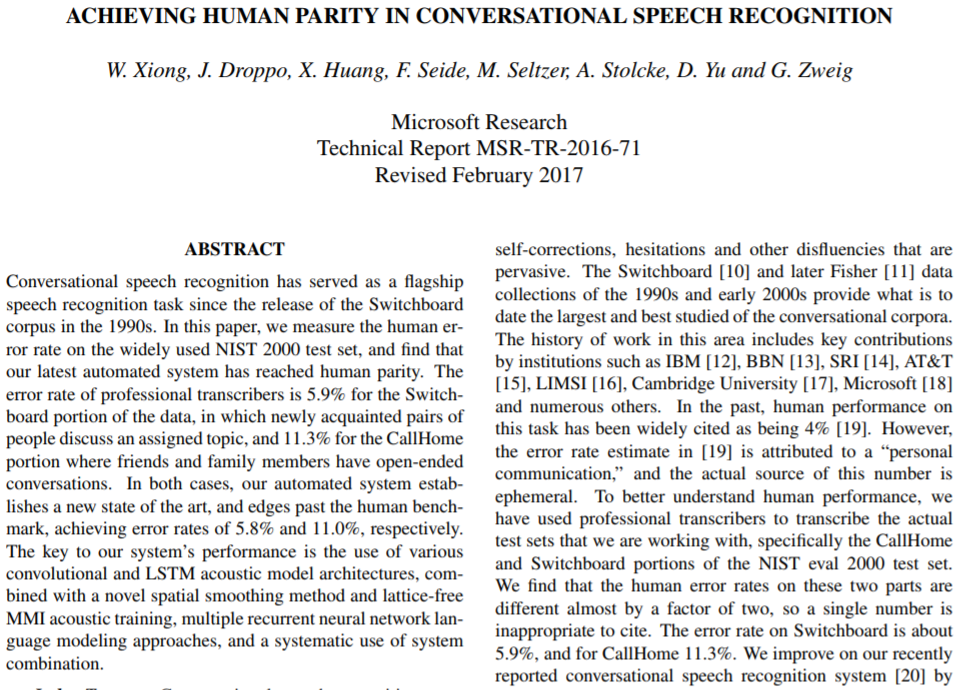 ACHIEVING HUMAN PARITY IN CONVERSATIONAL SPEECH RECOGNITION
W. Xiong, J. Droppo, X. Huang, F. Seide, M. Seltzer, A. Stolcke, D. Yu and G. Zweig
Microsoft Research
Technical Report MSR-TR-2016-71
Revised February 2017
ABSTRACT
Conversational speech recognition has served as a flagship
speech recognition task since the release of the Switchboard
corpus in the 1990s. In this paper, we measure the human er-
ror rate on the widely used NIST 2000 test set, and find that
our latest automated system has reached human parity. The
error rate of professional transcribers is 5.9% for the Switch-
board portion of the data, in which newly acquainted pairs of
people discuss an assigned topic, and 11.3% for the CallHome
portion where friends and family members have open-ended
conversations. In both cases, our automated system estab-
lishes a new state of the art, and edges past the human bench-
mark, achieving error rates of 5.8% and 11.0%, respectively.
The key to our system's performance is the use of various
convolutional and LSTM acoustic model architectures, com-
bined with a novel spatial smoothing method and lattice-free
MMI acoustic training, multiple recurrent neural network lan-
guage modeling approaches, and a systematic use of system
combination.
self-corrections, hesitations and other disfluencies that are
pervasive. The Switchboard [10] and later Fisher [11] data
collections of the 1990s and early 2000s provide what is to
date the largest and best studied of the conversational corpora.
The history of work in this area includes key contributions
by institutions such as IBM [12], BBN [13], SRI [14], AT&T
[15], LIMSI [16], Cambridge University [17], Microsoft [18]
and numerous others. In the past, human performance on
this task has been widely cited as being 4% [19]. However,
the error rate estimate in [19] is attributed to a “personal
communication,” and the actual source of this number is
ephemeral. To better understand human performance, we
have used professional transcribers to transcribe the actual
test sets that we are working with, specifically the CallHome
and Switchboard portions of the NIST eval 2000 test set.
We find that the human error rates on these two parts are
different almost by a factor of two, so a single number is
inappropriate to cite. The error rate on Switchboard is about
5.9%, and for CallHome 11.3%. We improve on our recently
reported conversational speech recognition system [20] by